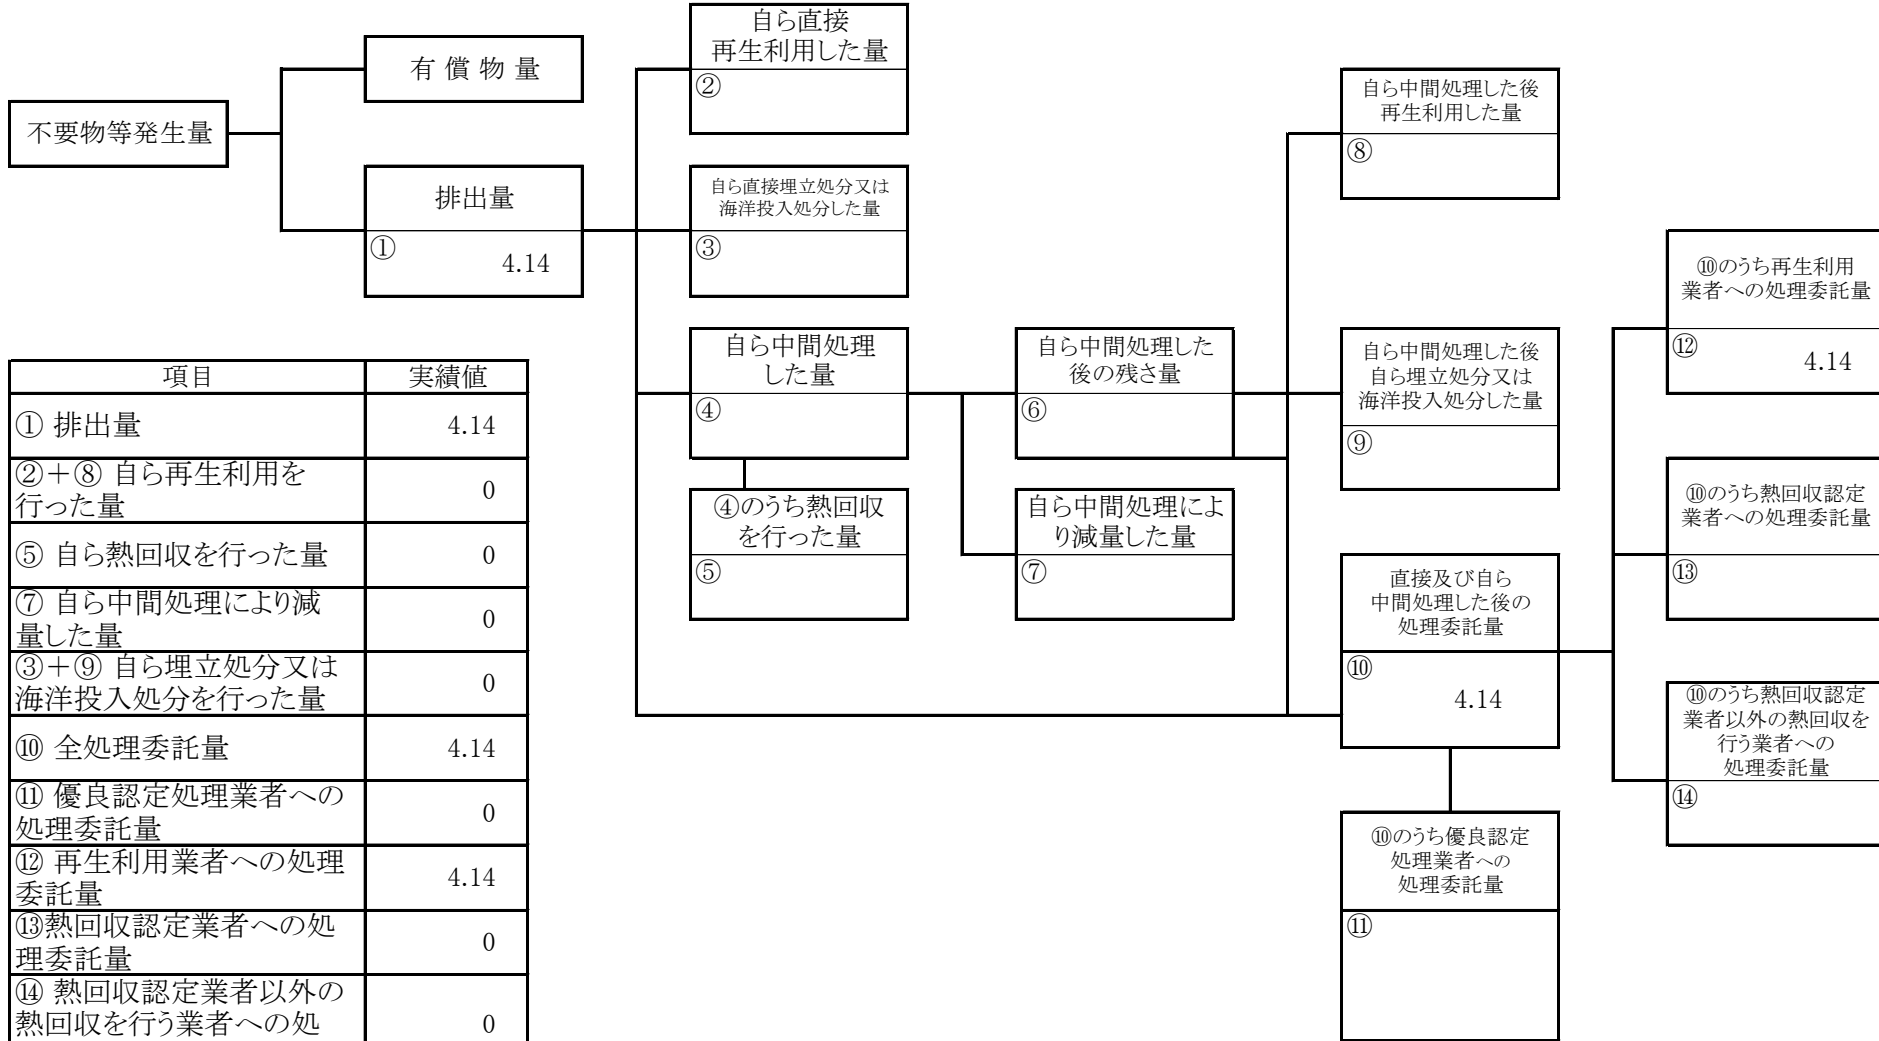 不要物等発生量
有 償 物 量
排出量
①
4.14
自ら直接
再生利用した量
②
自ら直接埋立処分又は
海洋投入処分した量
③
自ら中間処理
した量
④
④のうち熱回収
を行った量
⑤
自ら中間処理した
後の残さ量
⑥
自ら中間処理によ
り減量した量
⑦
自ら中間処理した後
再生利用した量
⑧
自ら中間処理した後
自ら埋立処分又は
海洋投入処分した量
⑨
直接及び自ら
中間処理した後の
処理委託量
⑩
4.14
⑩のうち優良認定
処理業者への
処理委託量
⑪
⑩のうち再生利用
業者への処理委託量
⑫
4.14
⑩のうち熱回収認定
業者への処理委託量
⑬
⑩のうち熱回収認定
業者以外の熱回収を
行う業者への
処理委託量
⑭
項目 実績値
① 排出量 4.14
②＋⑧ 自ら再生利用を
行った量 0
⑤ 自ら熱回収を行った量 0
⑦ 自ら中間処理により減
量した量 0
③＋⑨ 自ら埋立処分又は
海洋投入処分を行った量 0
⑩ 全処理委託量 4.14
⑪ 優良認定処理業者への
処理委託量 0
⑫ 再生利用業者への処理
委託量 4.14
⑬熱回収認定業者への処
理委託量 0
⑭ 熱回収認定業者以外の
熱回収を行う業者への処 0